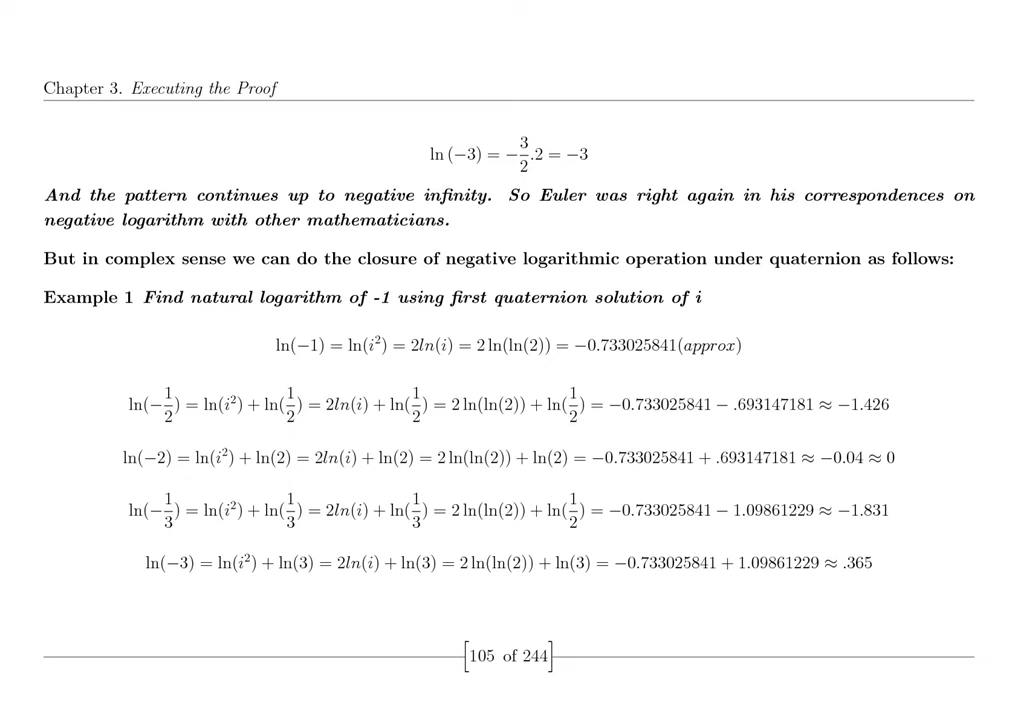 Chapter 3. Executing the Proof
ln (−3) = −3/2.2 = −3
And the pattern continues up to negative infinity. So Euler was right again in his correspondences on
negative logarithm with other mathematicians.
But in complex sense we can do the closure of negative logarithmic operation under quaternion as follows:
Example 1 Find natural logarithm of -1 using first quaternion solution of i
ln(−1) = ln(i²) = 2ln(i) = 2 ln(ln(2)) = −0.733025841(approx)
ln(−1/2) = ln(i²) + ln(1/2) = 2ln(i) + ln(1/2) = 2 ln(ln(2)) + ln(1/2) = −0.733025841 − .693147181 ≈ −1.426
ln(−2) = ln(i²) + ln(2) = 2ln(i) + ln(2) = 2 ln(ln(2)) + ln(2) = −0.733025841 + .693147181 ≈ −0.04 ≈ 0
ln(−1/3) = ln(i²) + ln(1/3) = 2ln(i) + ln(1/3) = 2 ln(ln(2)) + ln(1/2) = −0.733025841 − 1.09861229 ≈ −1.831
ln(−3) = ln(i²) + ln(3) = 2ln(i) + ln(3) = 2 ln(ln(2)) + ln(3) = −0.733025841 + 1.09861229 ≈ .365
[105 of 244]